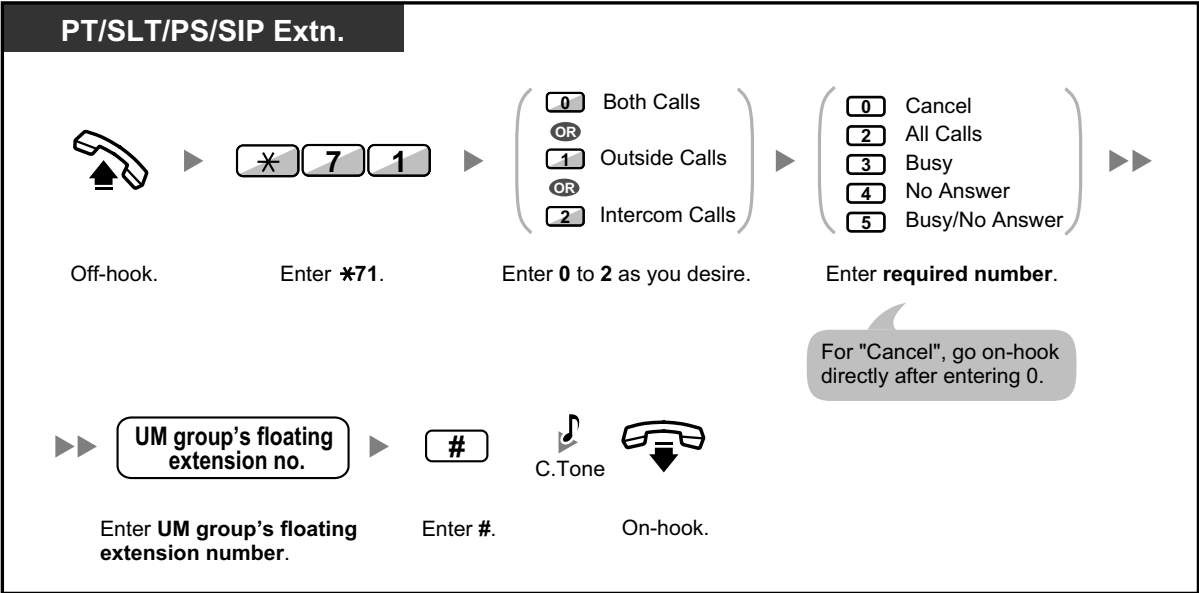 PT/SLT/PS/SIP Extn.
0 Both Calls
OR
1 Outside Calls
OR
2 Intercom Calls
0 Cancel
2 All Calls
3 Busy
4 No Answer
5 Busy/No Answer
* 7 1
Off-hook.
Enter *71.
Enter 0 to 2 as you desire.
Enter required number.
For "Cancel", go on-hook
directly after entering 0.
UM group’s floating
extension no.
#
C.Tone
Enter UM group’s floating
extension number.
Enter #.
On-hook.